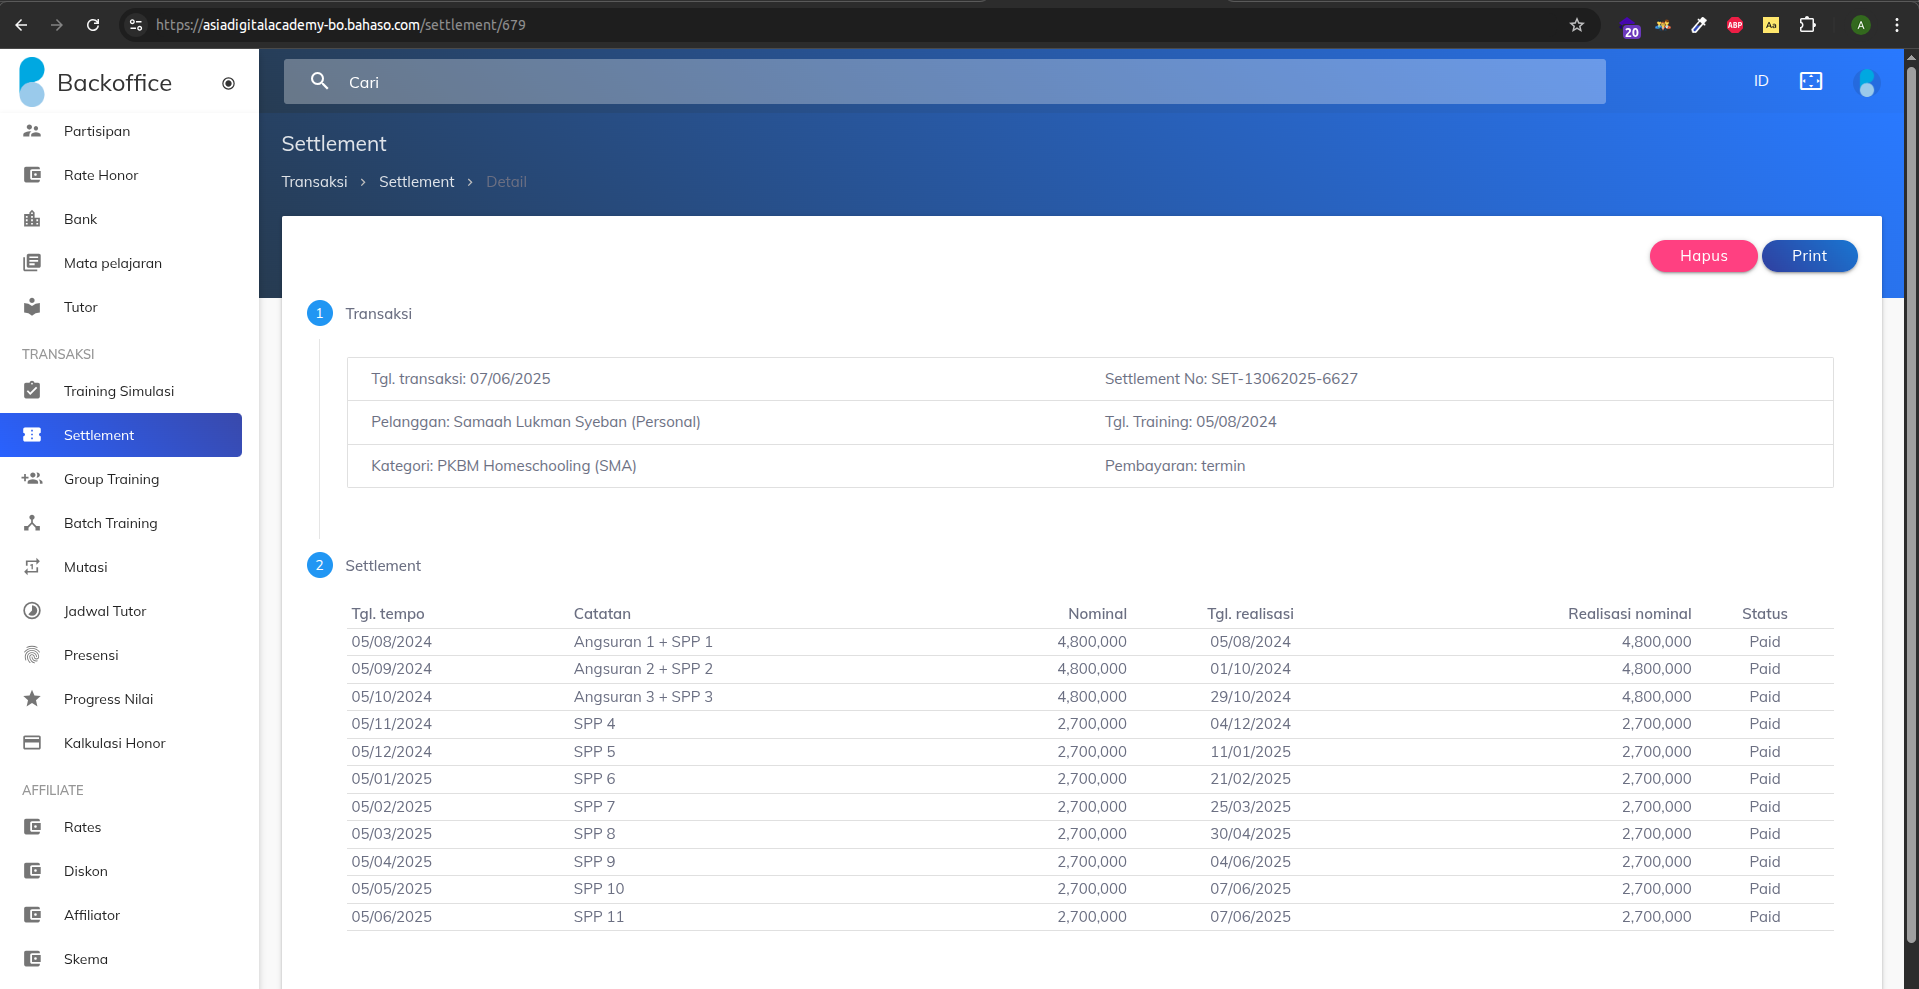 https://asiadigitalacademy-bo.bahaso.com/settlement/679
20
ABP
Aa
A
Backoffice
Cari
ID
Partisipan
Rate Honor
Bank
Mata pelajaran
Tutor
TRANSAKSI
Training Simulasi
Settlement
Group Training
Batch Training
Mutasi
Jadwal Tutor
Presensi
Progress Nilai
Kalkulasi Honor
AFFILIATE
Rates
Diskon
Affiliator
Skema
Settlement
Transaksi > Settlement > Detail
Hapus Print
1 Transaksi
Tgl. transaksi: 07/06/2025 Settlement No: SET-13062025-6627
Pelanggan: Samaah Lukman Syeban (Personal) Tgl. Training: 05/08/2024
Kategori: PKBM Homeschooling (SMA) Pembayaran: termin
2 Settlement
Tgl. tempo Catatan Nominal Tgl. realisasi Realisasi nominal Status
05/08/2024 Angsuran 1 + SPP 1 4,800,000 05/08/2024 4,800,000 Paid
05/09/2024 Angsuran 2 + SPP 2 4,800,000 01/10/2024 4,800,000 Paid
05/10/2024 Angsuran 3 + SPP 3 4,800,000 29/10/2024 4,800,000 Paid
05/11/2024 SPP 4 2,700,000 04/12/2024 2,700,000 Paid
05/12/2024 SPP 5 2,700,000 11/01/2025 2,700,000 Paid
05/01/2025 SPP 6 2,700,000 21/02/2025 2,700,000 Paid
05/02/2025 SPP 7 2,700,000 25/03/2025 2,700,000 Paid
05/03/2025 SPP 8 2,700,000 30/04/2025 2,700,000 Paid
05/04/2025 SPP 9 2,700,000 04/06/2025 2,700,000 Paid
05/05/2025 SPP 10 2,700,000 07/06/2025 2,700,000 Paid
05/06/2025 SPP 11 2,700,000 07/06/2025 2,700,000 Paid